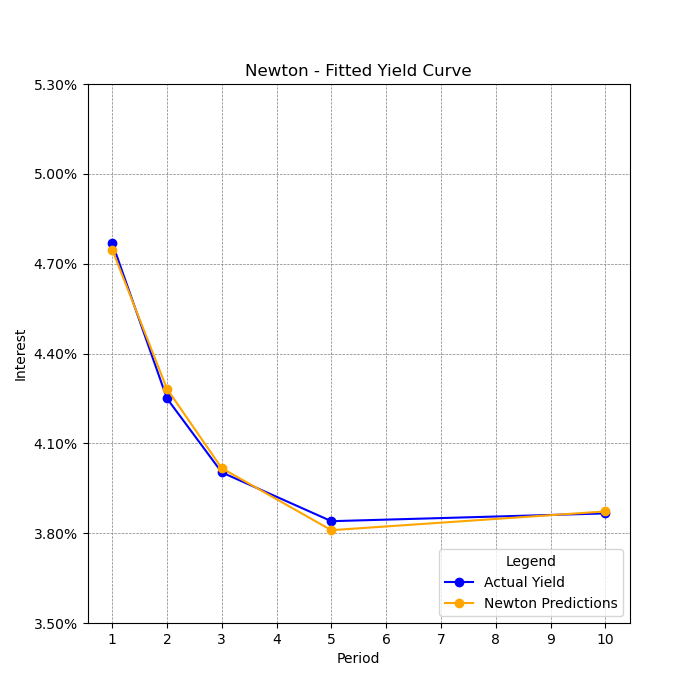 Newton - Fitted Yield Curve
5.30%
5.00%
4.70%
4.40%
4.10%
3.80%
3.50%
Interest
1 2 3 4 5 6 7 8 9 10
Period
Legend
Actual Yield
Newton Predictions